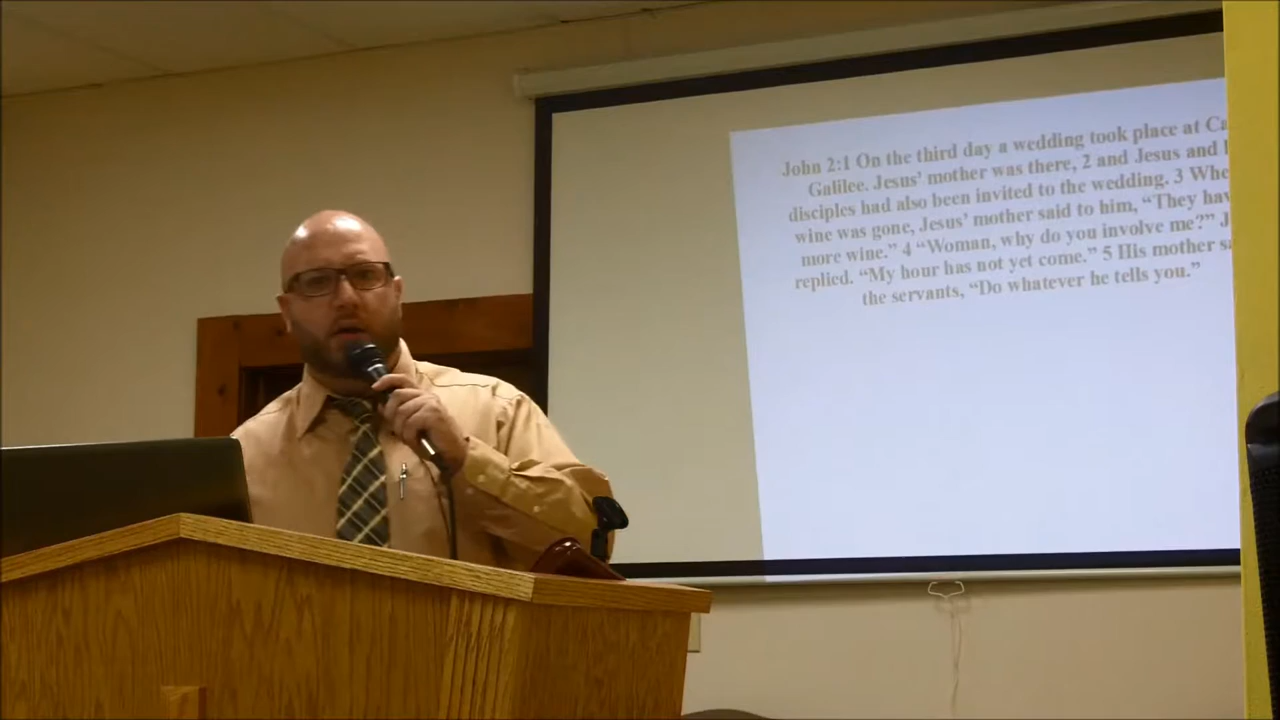 John 2:1 On the third day a wedding took place at
Galilee. Jesus' mother was there, 2 and Jesus and
disciples had also been invited to the wedding. 3
wine was gone, Jesus' mother said to him, “They
more wine.” 4 “Woman, why do you involve me?”
replied. “My hour has not yet come.” 5 His mother
the servants, “Do whatever he tells you.”